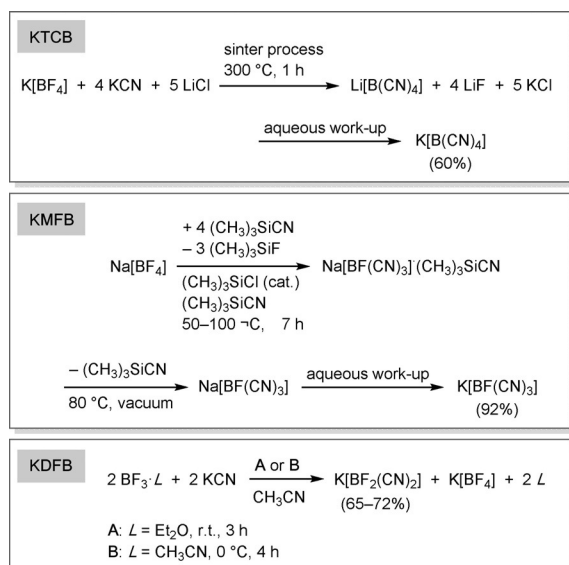 KTCB
sinter process
300 °C, 1 h
K[BF₄] + 4 KCN + 5 LiCl → Li[B(CN)₄] + 4 LiF + 5 KCl
aqueous work-up
→ K[B(CN)₄]
(60%)
KMFB
+ 4 (CH₃)₃SiCN
– 3 (CH₃)₃SiF
Na[BF₄] → Na[BF(CN)₃]·(CH₃)₃SiCN
(CH₃)₃SiCl (cat.)
(CH₃)₃SiCN
50–100 ¬C, 7 h
– (CH₃)₃SiCN
80 °C, vacuum
→ Na[BF(CN)₃]
aqueous work-up
→ K[BF(CN)₃]
(92%)
KDFB
A or B
2 BF₃·L + 2 KCN → K[BF₂(CN)₂] + K[BF₄] + 2 L
CH₃CN
(65–72%)
A: L = Et₂O, r.t., 3 h
B: L = CH₃CN, 0 °C, 4 h